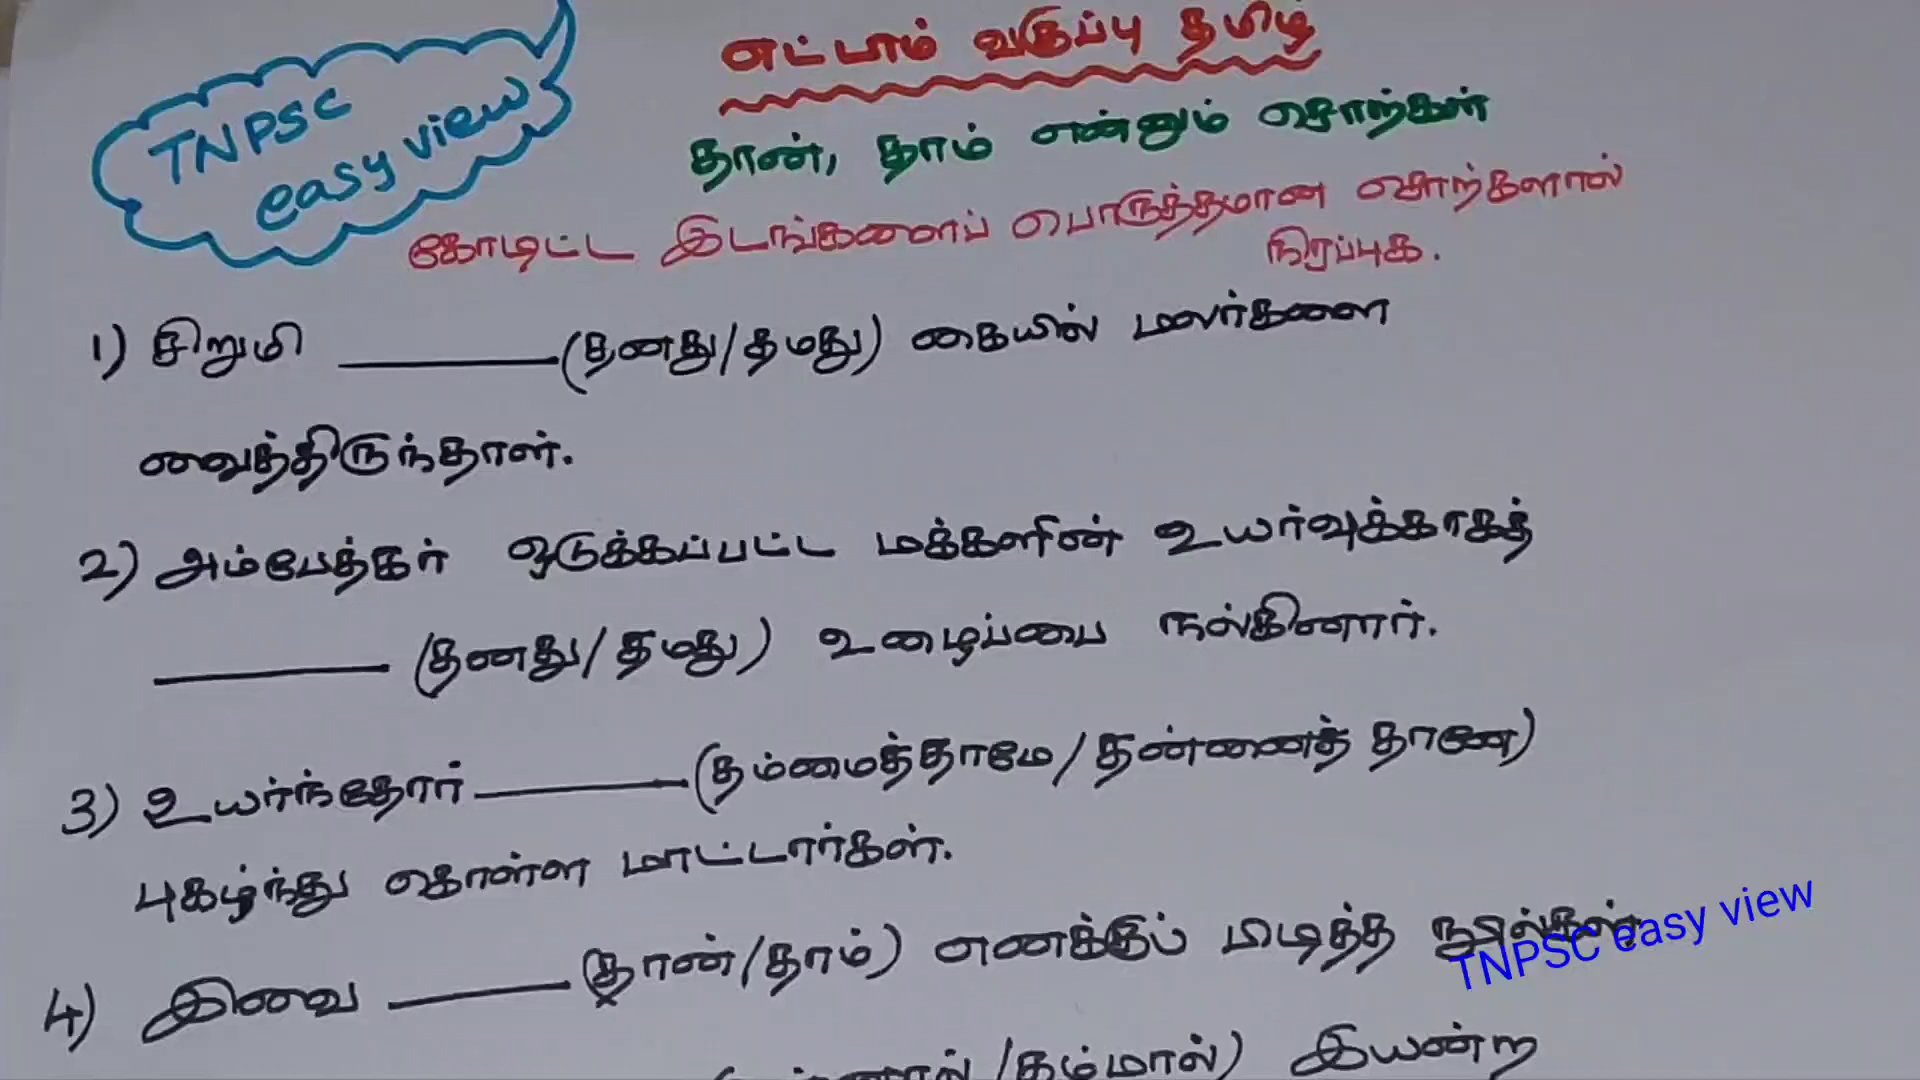 TNPSC
easy view
எட்டாம் வகுப்பு தமிழ்
தான், தாம் என்னும் சொற்கள்
கோடிட்ட இடங்களைப் பொருத்தமான சொற்களால்
நிரப்புக.
1) சிறுமி ______ (தனது/தமது) கையில் மலர்களை
வைத்திருந்தாள்.
2) அம்பேத்கர் ஒடுக்கப்பட்ட மக்களின் உயர்வுக்காகத்
______ (தனது/தமது) உழைப்பை நல்கினார்.
3) உயர்ந்தோர் ______ (தம்மைத்தாமே/தன்னைத் தானே)
புகழ்ந்து கொள்ள மாட்டார்கள்.
4) இவை ______ (தான்/தாம்) எனக்குப் பிடித்த நூல்கள்
TNPSC easy view
/தம்மால்) இயன்ற